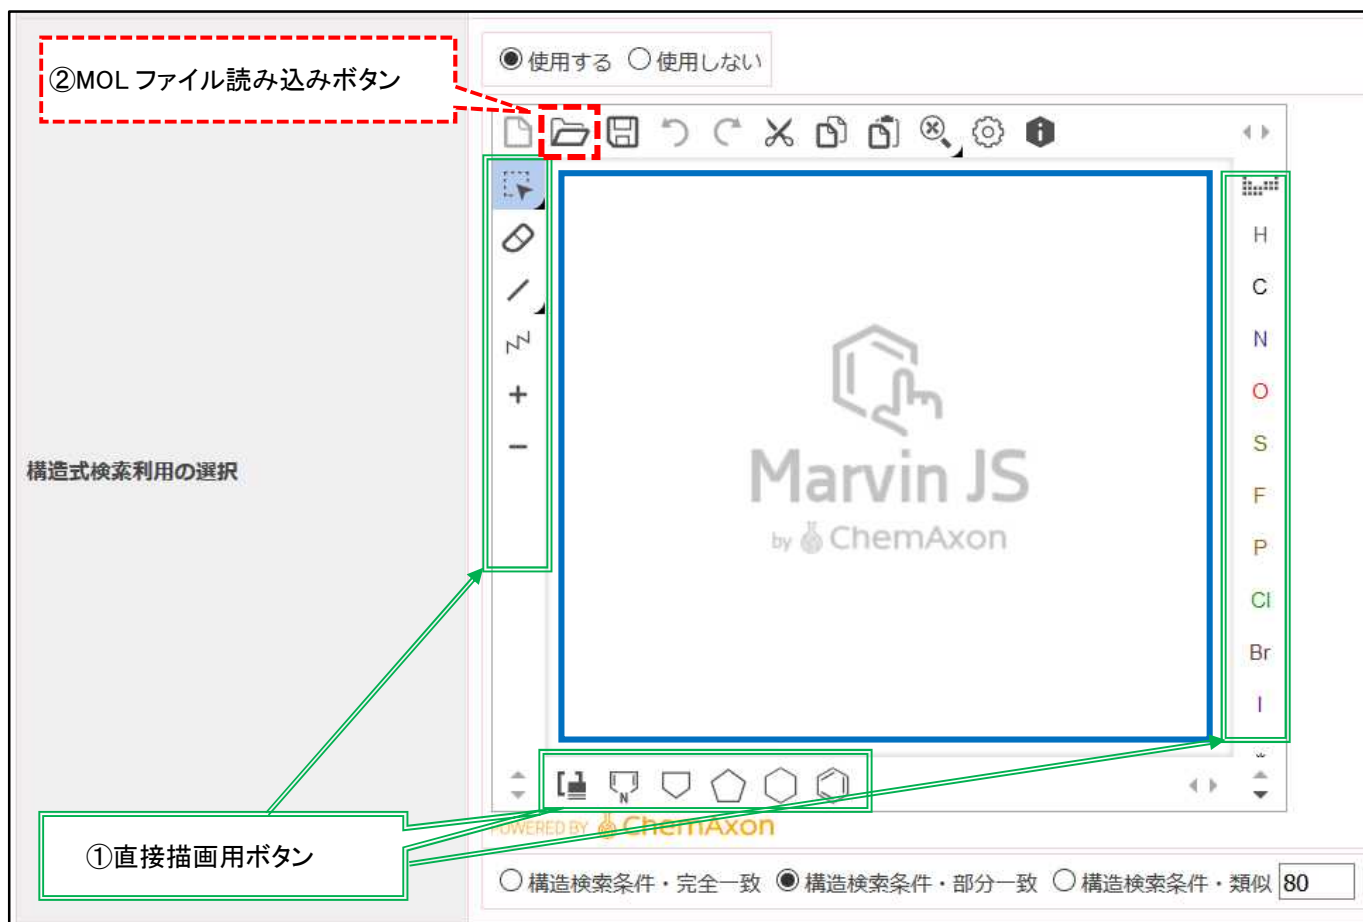 ②MOL ファイル読み込みボタン
使用する 使用しない
H
C
N
O
S
F
P
Cl
Br
I
構造式検索利用の選択
Marvin JS
by ChemAxon
N
POWERED BY ChemAxon
①直接描画用ボタン
構造検索条件・完全一致 構造検索条件・部分一致 構造検索条件・類似 80